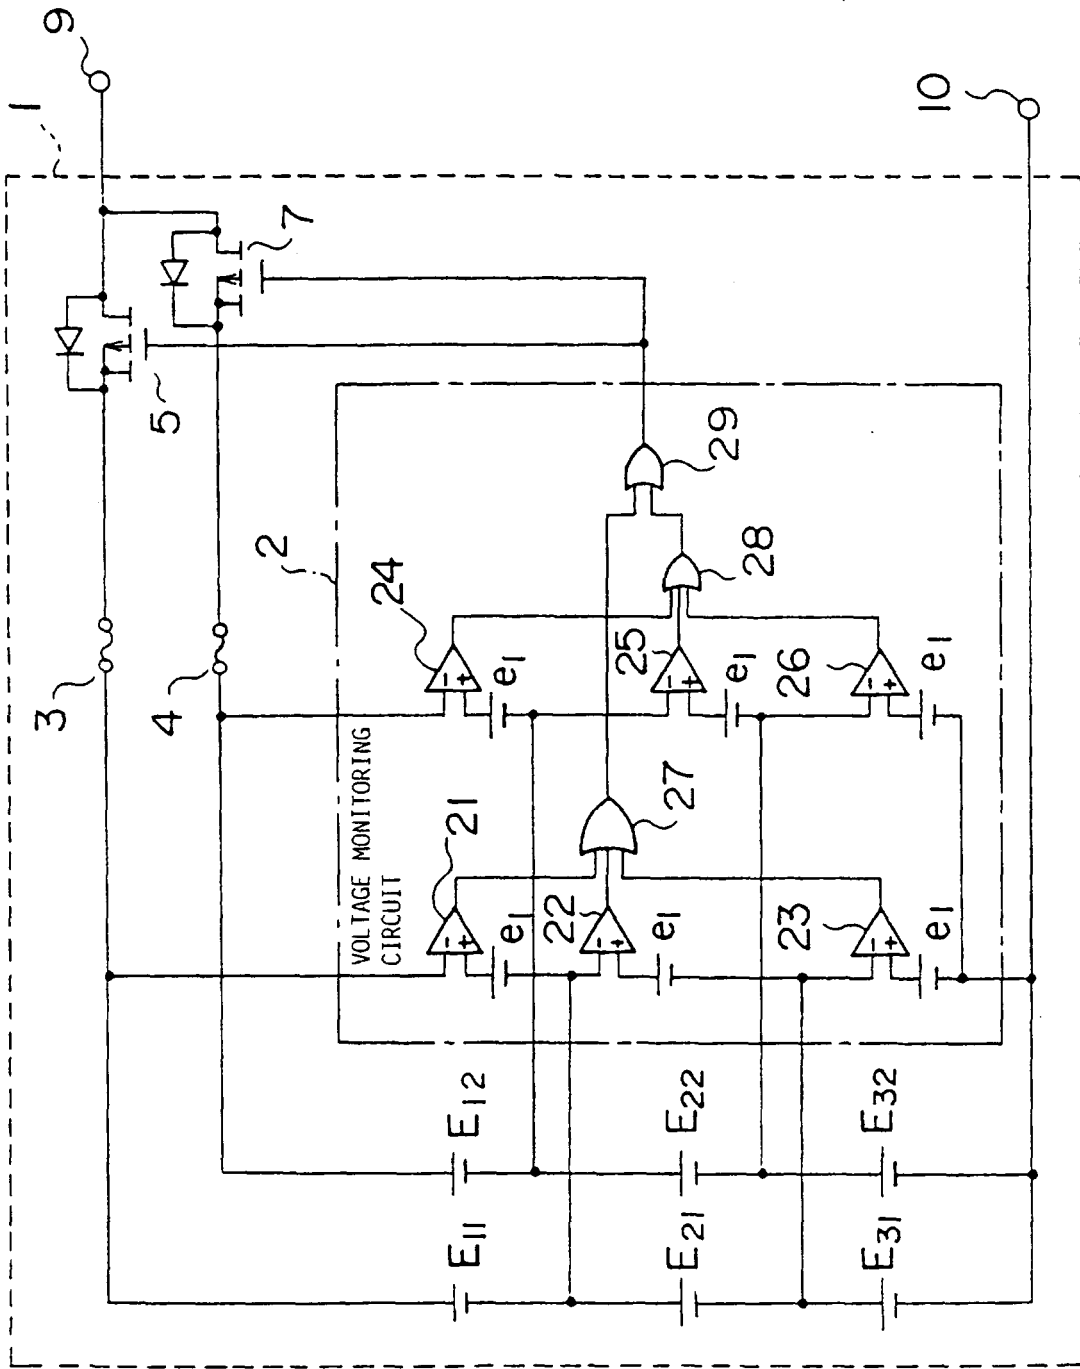 9
1
10
7
5
2
3
4
24
29
28
25
26
e1
e1
e1
VOLTAGE MONITORING
CIRCUIT
21
27
22
23
e1
e1
e1
E12
E22
E32
E11
E21
E31